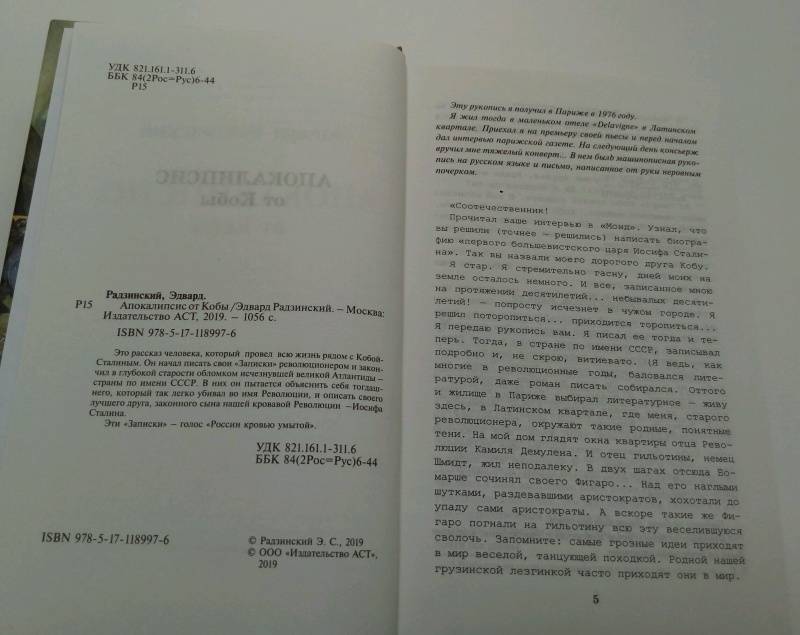 УДК 821.161.1-311.6
ББК 84(2Рос=Рус)6-44
Р15
АПОКАЛИПСИС
от Кобы
Радзинский, Эдвард.
Р15 Апокалипсис от Кобы /Эдвард Радзинский. – Москва:
Издательство АСТ, 2019. – 1056 с.
ISBN 978-5-17-118997-6
Это рассказ человека, который провел всю жизнь рядом с Кобой-
Сталиным. Он начал писать свои «Записки» революционером и закон-
чил в глубокой старости обломком исчезнувшей великой Атлантиды –
страны по имени СССР. В них он пытается объяснить себя тогдаш-
него, который так легко убивал во имя Революции, и описать своего
лучшего друга, законного сына нашей кровавой Революции –Иосифа
Сталина.
Эти «Записки» – голос «России кровью умытой».
УДК 821.161.1-311.6
ББК 84(2Рос=Рус)6-44
ISBN 978-5-17-118997-6
© Радзинский Э. С., 2019
© ООО «Издательство АСТ»,
2019
Эту рукопись я получил в Париже в 1976 году.
Я жил тогда в маленьком отеле «Delavigne» в Латинском
квартале. Приехал я на премьеру своей пьесы и перед началом
дал интервью парижской газете. На следующий день консьерж
вручил мне тяжелый конверт... В нем была машинописная руко-
пись на русском языке и письмо, написанное от руки неровным
почерком.
«Соотечественник!
Прочитал ваше интервью в «Монд». Узнал, что
вы решили (точнее – решились) написать биогра-
фию «первого большевистского царя Иосифа Стали-
на». Так вы назвали моего дорогого друга Кобу.
Я стар. Я стремительно гасну, дней моих на
земле осталось немного. И все, записанное мною
на протяжении десятилетий... небывалых десяти-
летий! – попросту исчезнет в чужом городе. Я
решил поторопиться... приходится торопиться...
Я передаю рукопись вам. Я писал ее тогда и те-
перь. Тогда, в стране по имени СССР, записывал
подробно и, не скрою, витиевато. (Я ведь, как
многие в революционные годы, баловался лите-
ратурой, даже роман писать собирался. Оттого
и жилище в Париже выбирал литературное – живу
здесь, в Латинском квартале, где меня, старого
революционера, окружают такие родные, понятные
тени. На мой дом глядят окна квартиры отца Рево-
люции Камиля Демулена. И отец гильотины, немец
Шмидт, жил неподалеку. В двух шагах отсюда Бо-
марше сочинял своего Фигаро... Над его наглыми
шутками, раздевавшими аристократов, хохотали до
упаду сами аристократы. А вскоре такие же Фи-
гаро погнали на гильотину всю эту веселившуюся
сволочь. Запомните: самые грозные идеи приходят
в мир веселой, танцующей походкой. Родной нашей
грузинской лезгинкой часто приходят они в мир.
5